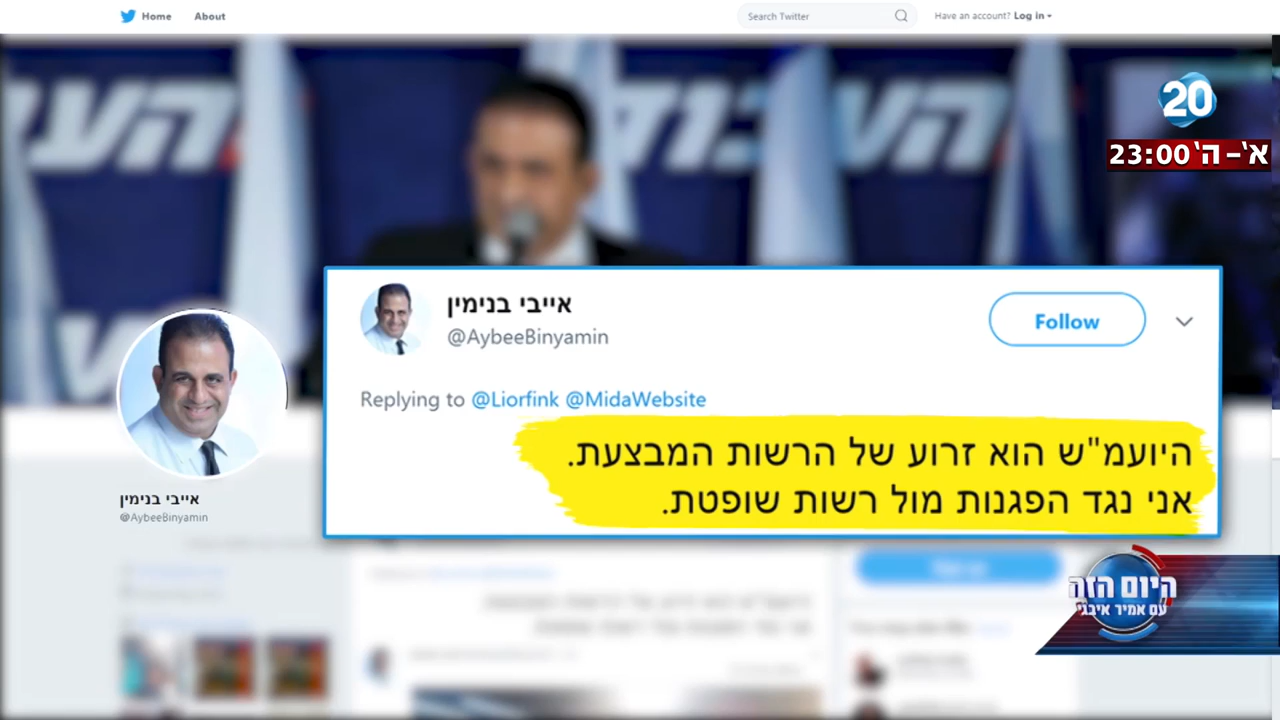 Home
About
Search Twitter
Have an account? Log in
העבודה
20
א'-ה' 23:00
אייבי בנימין
@AybeeBinyamin
Follow
Replying to @Liorfink @MidaWebsite
היועמ"ש הוא זרוע של הרשות המבצעת.
אני נגד הפגנות מול רשות שופטת.
אייבי בנימין
@AybeeBinyamin
היום הזה
עם אמיר איבגי